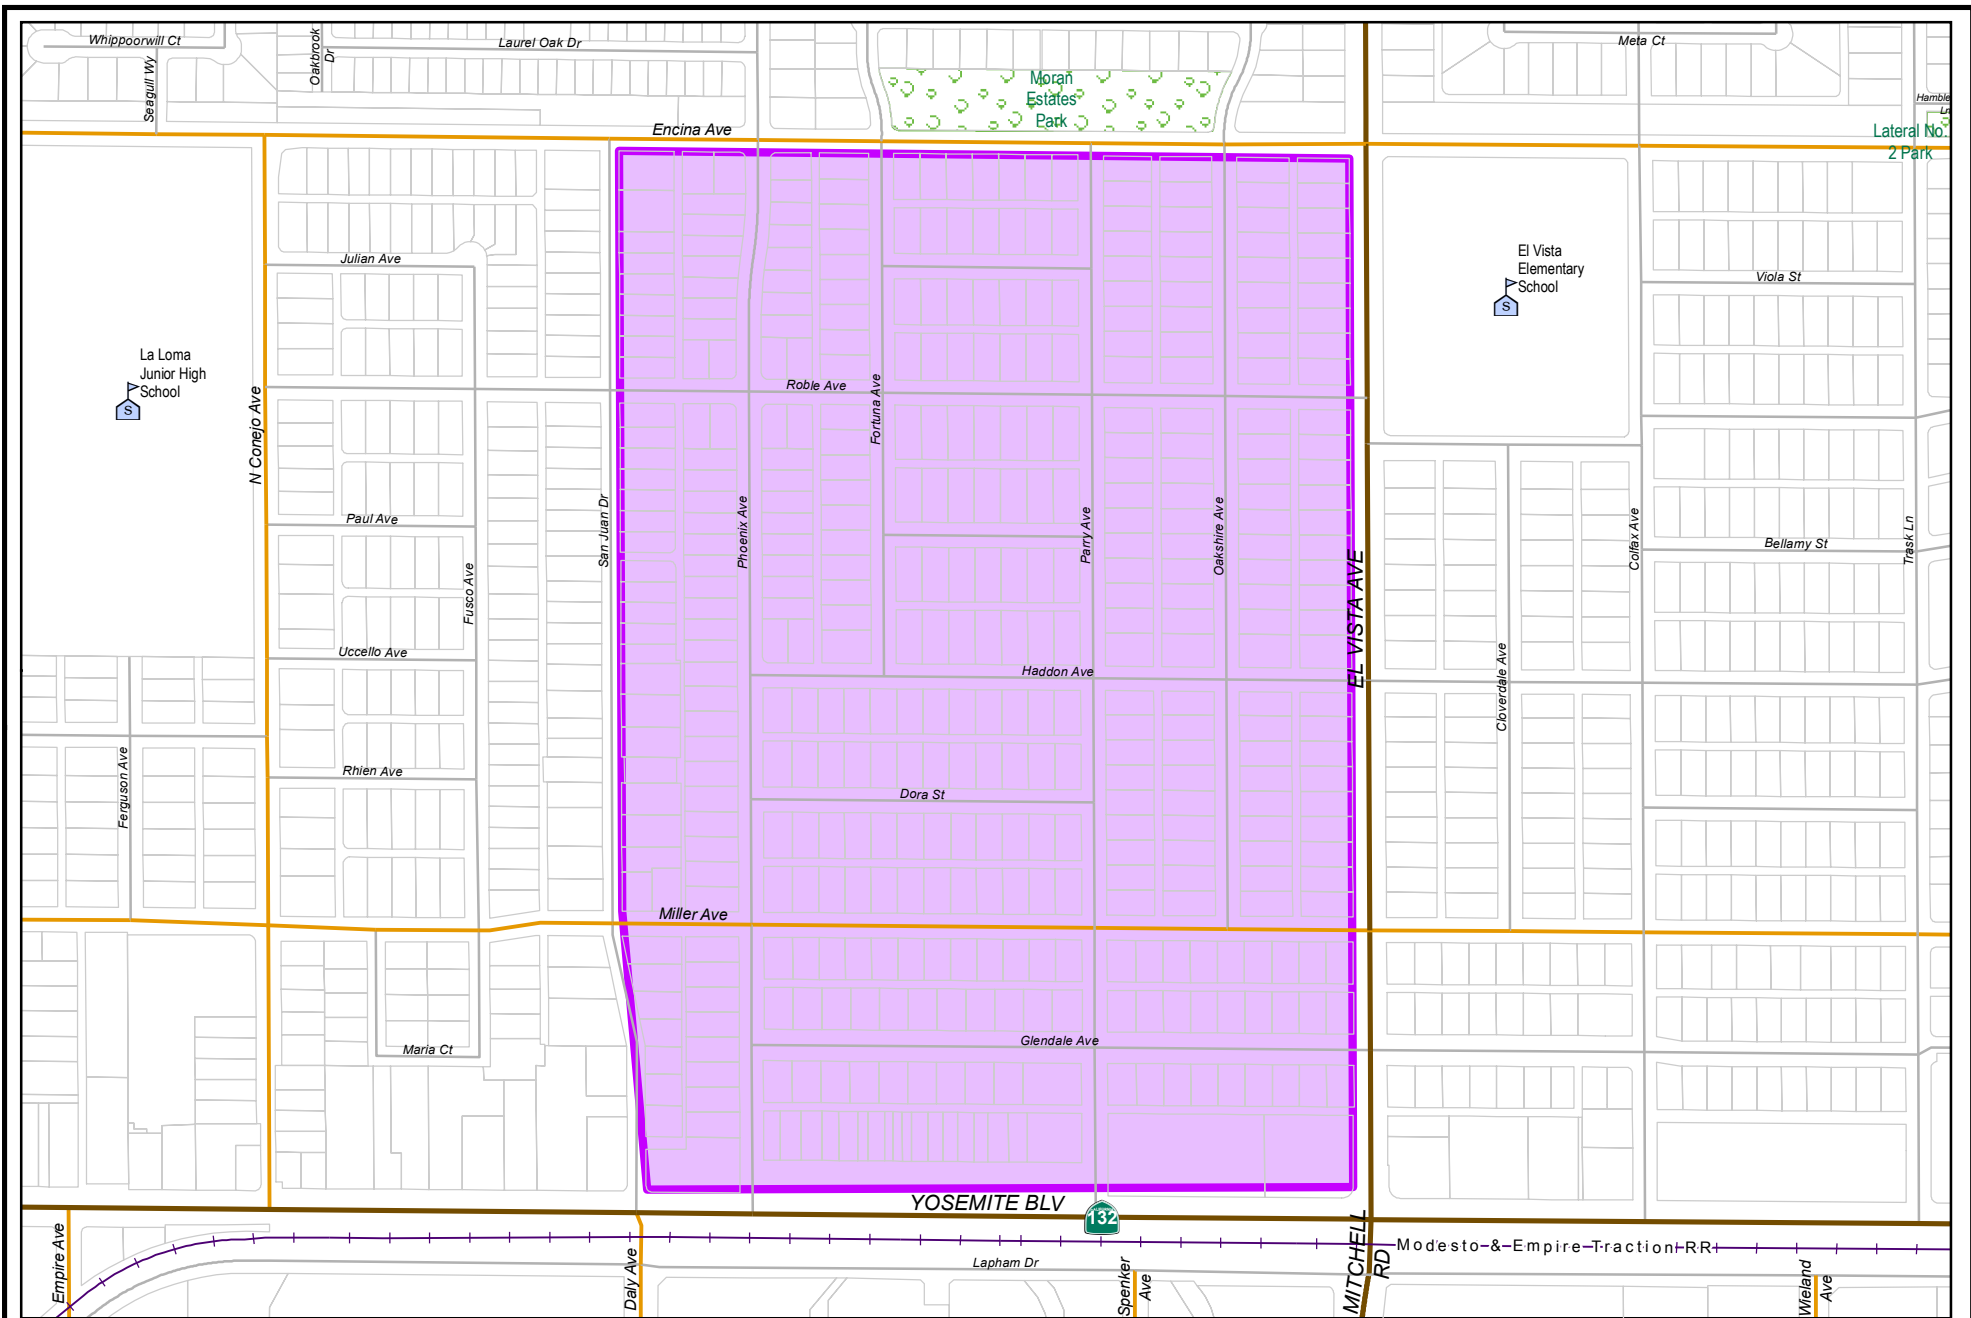 Whippoorwill Ct
Seagull Wy
Oakbrook
Dr
Laurel Oak Dr
Moran
Estates
Park
Meta Ct
Hamble
Ln
Lateral No.
2 Park
Encina Ave
Julian Ave
El Vista
Elementary
School
S
Viola St
La Loma
Junior High
School
S
N Conejo Ave
Roble Ave
Fortuna Ave
Paul Ave
San Juan Dr
Phoenix Ave
Parry Ave
Oakshire Ave
EL VISTA AVE
Colfax Ave
Bellamy St
Trask Ln
Fusco Ave
Uccello Ave
Haddon Ave
Cloverdale Ave
Ferguson Ave
Rhien Ave
Dora St
Miller Ave
Maria Ct
Glendale Ave
YOSEMITE BLV
132
Empire Ave
Daly Ave
Lapham Dr
Spenker
Ave
MITCHELL
RD
Modesto & Empire Traction RR
Wieland
Ave